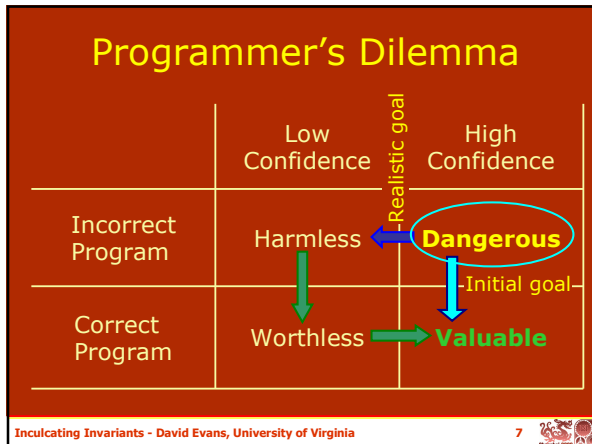 Programmer's Dilemma
Low
Confidence
Realistic goal
High
Confidence
Incorrect
Program
Harmless
Dangerous
Initial goal
Correct
Program
Worthless
Valuable
Inculcating Invariants - David Evans, University of Virginia
7